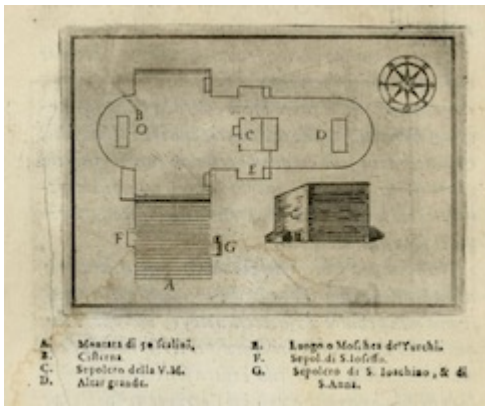 B
O
C
D
E
F
G
A
A. Montata di 50 scalini.
B. Cisterna.
C. Sepolcro della V. M.
D. Altar grande.
E. Luogo o Moschea de' Turchi.
F. Sepol. di S. Ioseffo.
G. Sepolcro di S. Ioachino, & di
S. Anna.